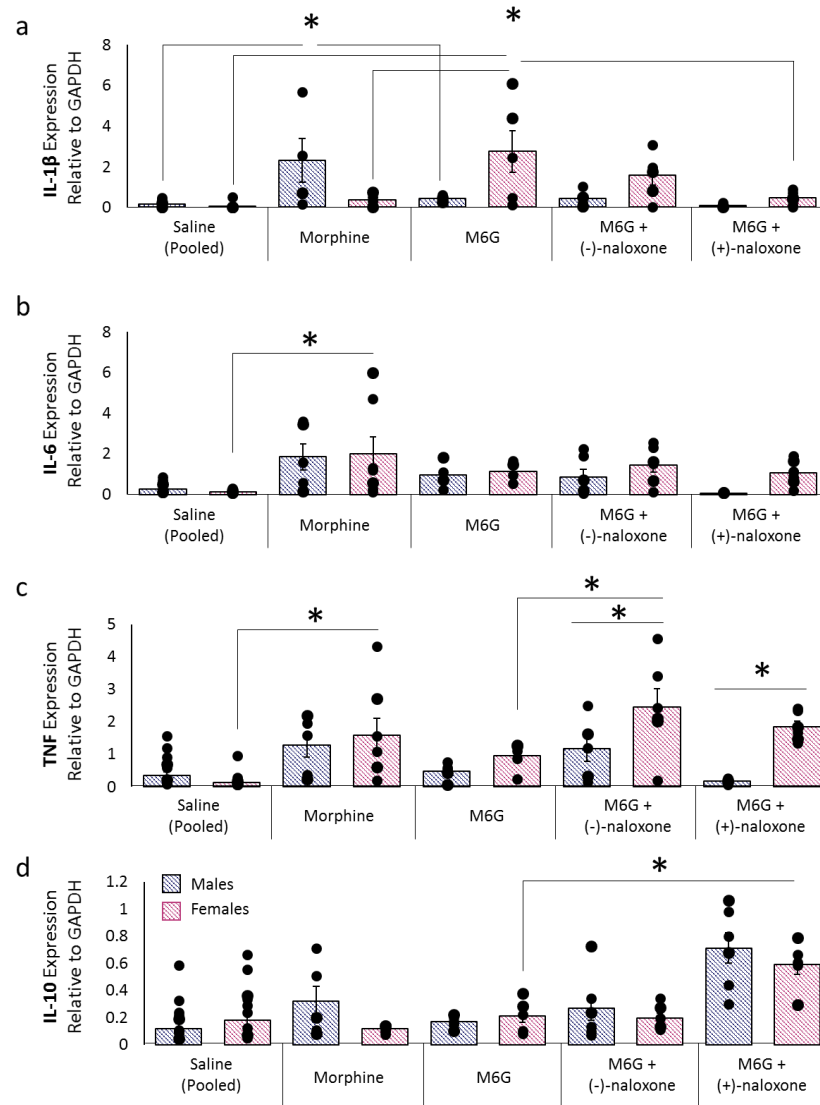 a
*
*
IL-1β Expression
Relative to GAPDH
8
6
4
2
0
Saline
(Pooled)
Morphine
M6G
M6G +
(-)-naloxone
M6G +
(+)-naloxone
b
*
IL-6 Expression
Relative to GAPDH
8
6
4
2
0
Saline
(Pooled)
Morphine
M6G
M6G +
(-)-naloxone
M6G +
(+)-naloxone
c
*
*
*
*
TNF Expression
Relative to GAPDH
5
4
3
2
1
0
Saline
(Pooled)
Morphine
M6G
M6G +
(-)-naloxone
M6G +
(+)-naloxone
d
*
Males
Females
IL-10 Expression
Relative to GAPDH
1.2
1
0.8
0.6
0.4
0.2
0
Saline
(Pooled)
Morphine
M6G
M6G +
(-)-naloxone
M6G +
(+)-naloxone